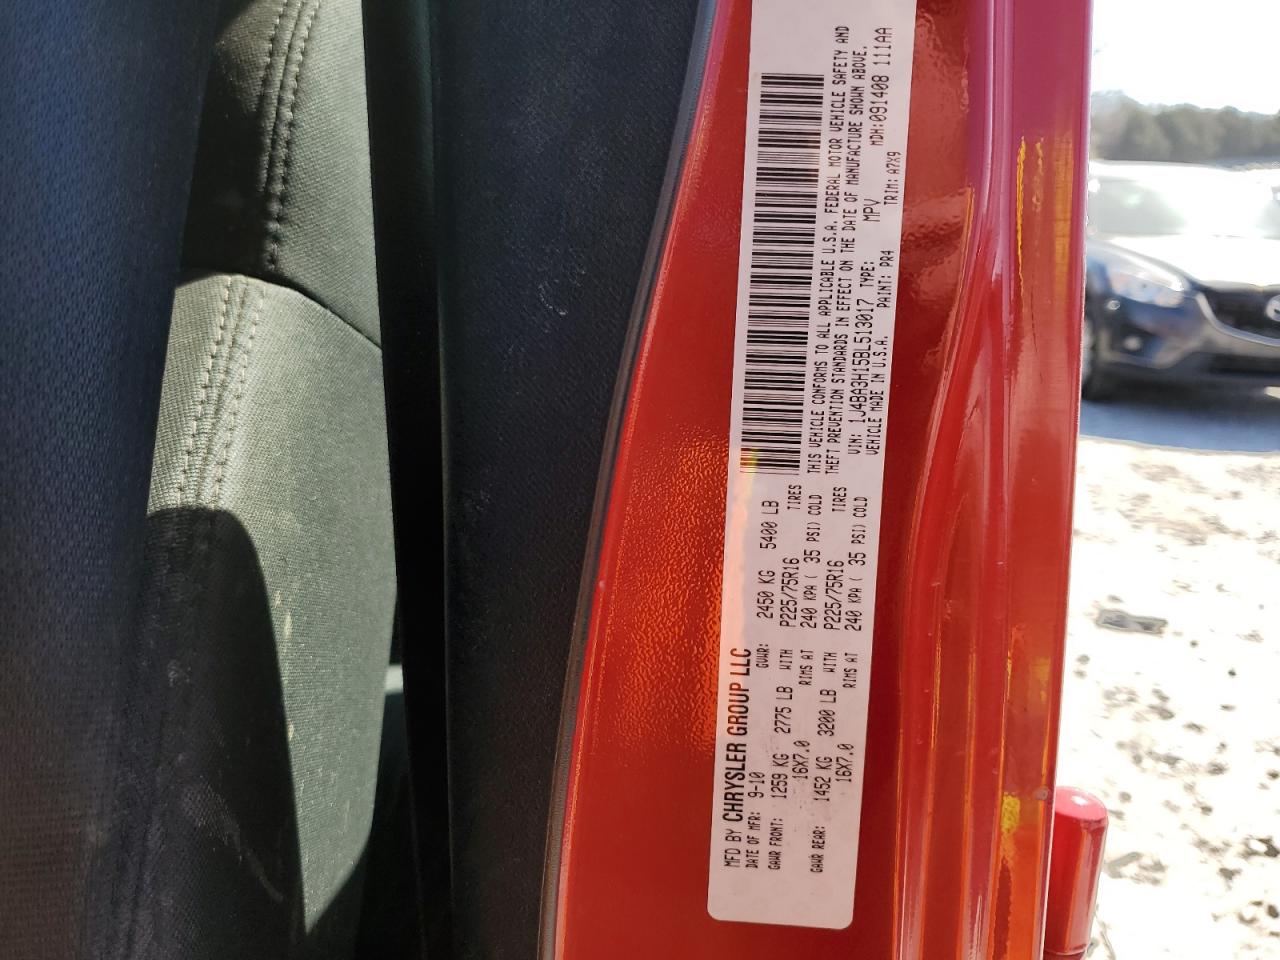 MFD BY CHRYSLER GROUP LLC
DATE OF MFR: 9-10 GVWR: 2450 KG 5400 LB
GAWR FRONT: 1259 KG 2775 LB WITH P225/75R16 TIRES
16X7.0 RIMS AT 240 KPA ( 35 PSI) COLD
GAWR REAR: 1452 KG 3200 LB WITH P225/75R16 TIRES
16X7.0 RIMS AT 240 KPA ( 35 PSI) COLD
THIS VEHICLE CONFORMS TO ALL APPLICABLE U.S.A. FEDERAL MOTOR VEHICLE SAFETY AND
THEFT PREVENTION STANDARDS IN EFFECT ON THE DATE OF MANUFACTURE SHOWN ABOVE.
VIN: 1J4BA3H15BL513017 TYPE: MPV MDH:091408 111AA
VEHICLE MADE IN U.S.A. PAINT: PR4 TRIM: A7X9